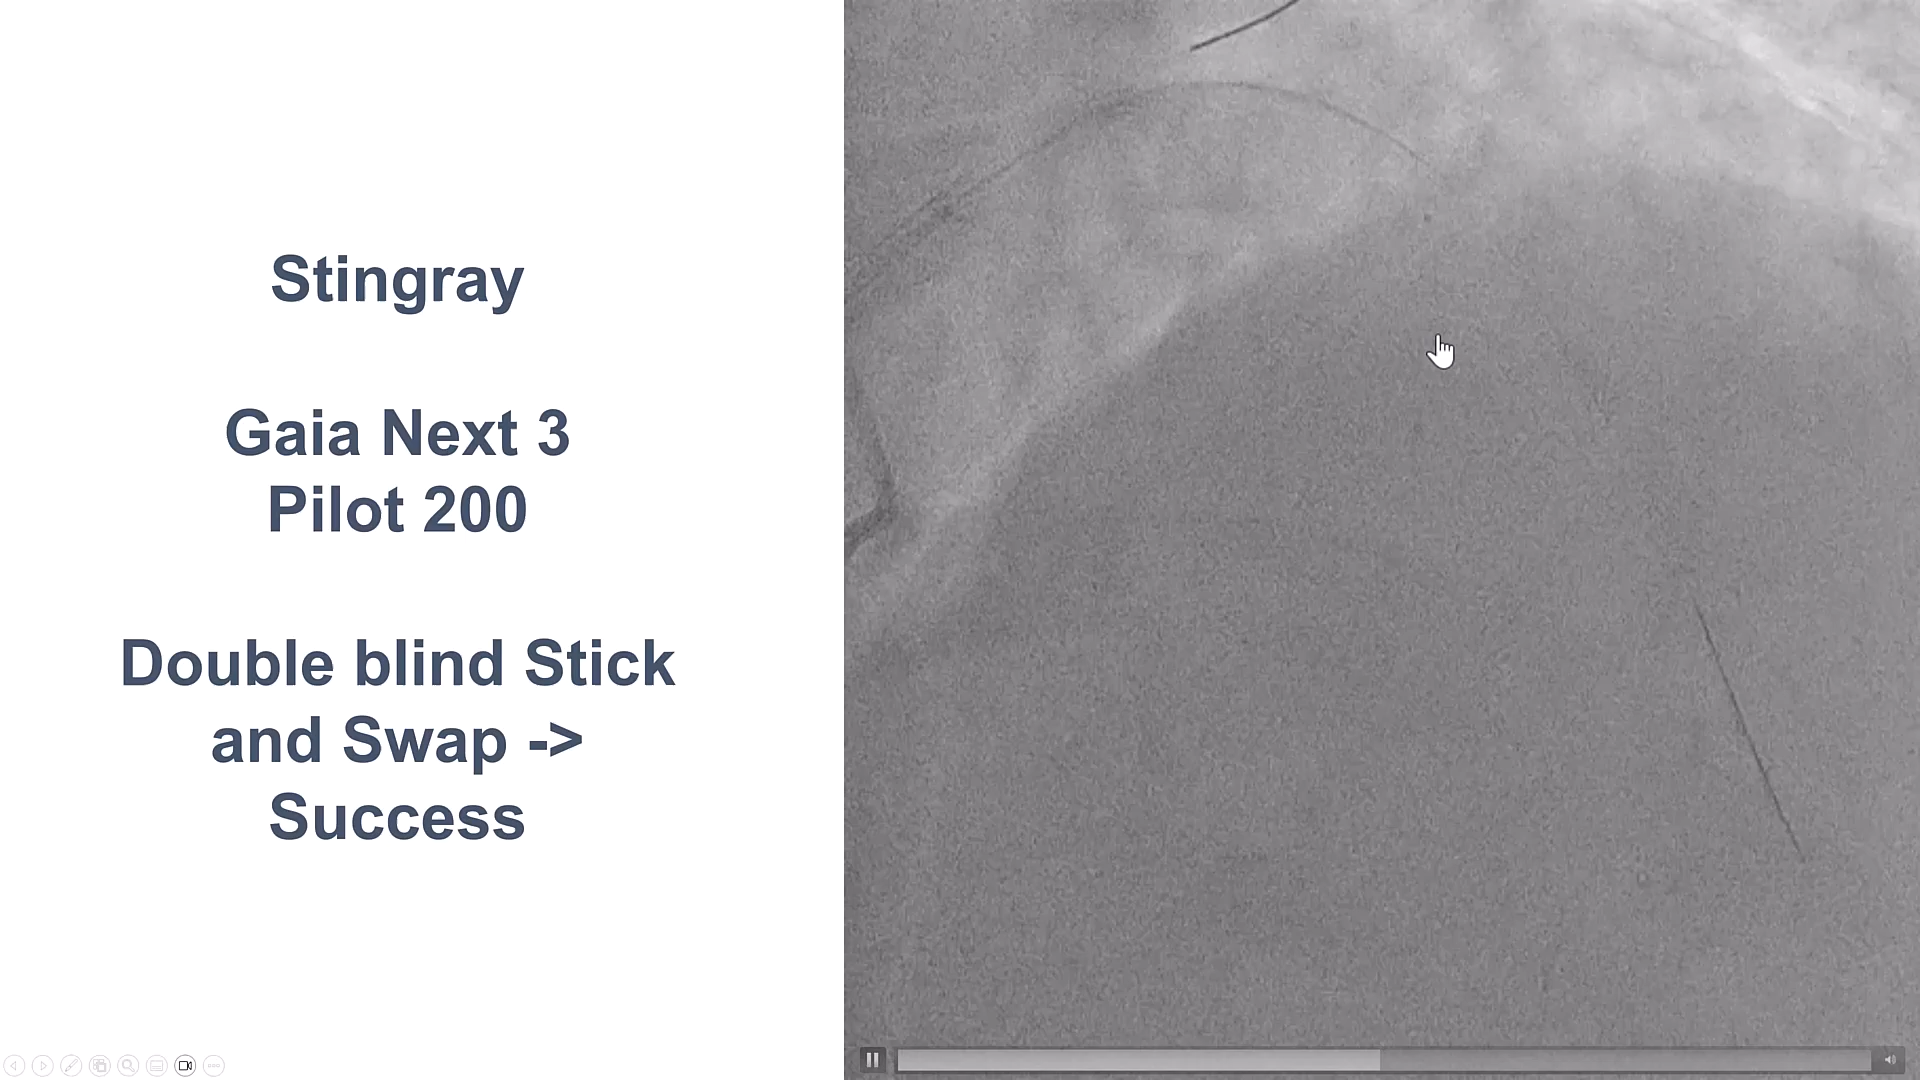 Stingray
Gaia Next 3
Pilot 200
Double blind Stick
and Swap ->
Success